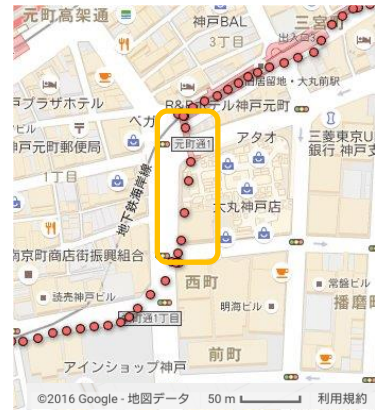 元町高架通
神戸BAL
三宮町
3丁目
出入口3
居留地・大丸前駅
戸プラザホテル
R&Bホテル神戸元町
ベガ
ビル
元町通1
アタオ
三菱東京U
銀行 神戸支
戸元町郵便局
1丁目
地下鉄海岸線
大丸神戸店
南京町商店街振興組合
西町
読売神戸ビル
常盤ビル
明海ビル
播磨
町通1丁目
前町
アインショップ神戸
©2016 Google - 地図データ
50 m
利用規約